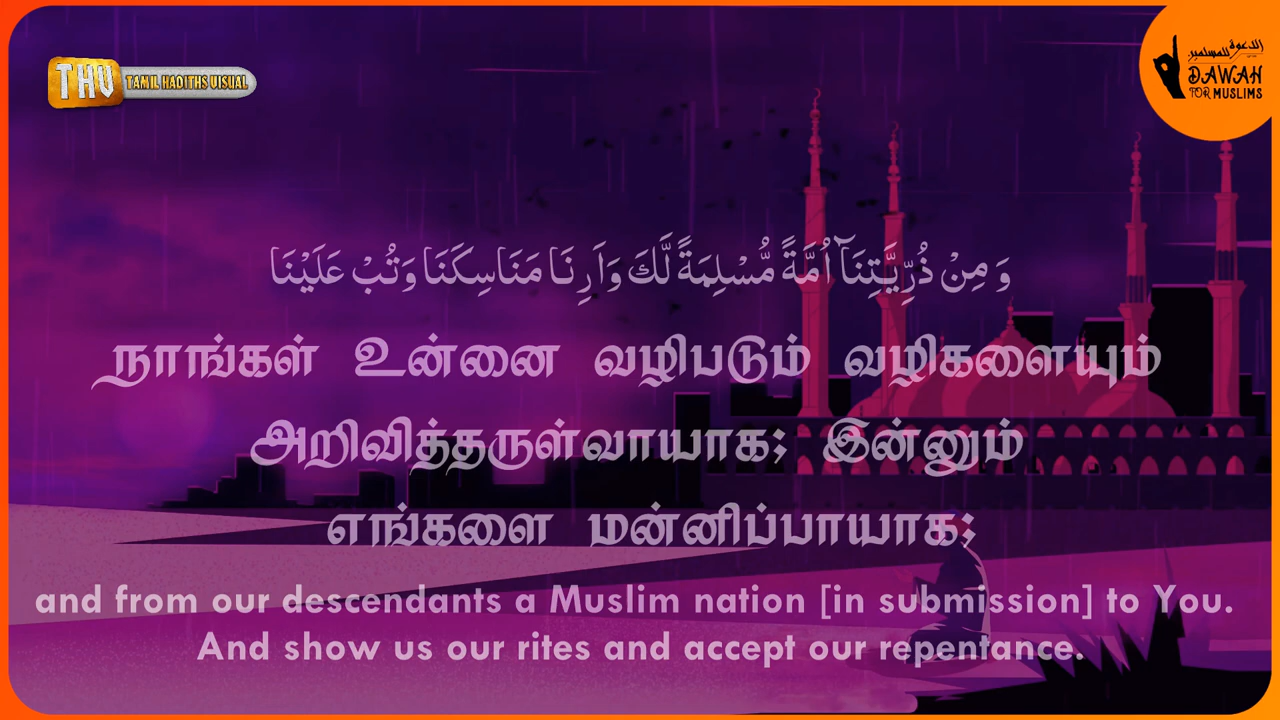 THV TAMIL HADITHS VISUAL
الدعوة للمسلمين
DAWAH
FOR MUSLIMS
وَ مِنْ ذُرِّيَّتِنَآ اُمَّةً مُّسْلِمَةً لَّكَ وَاَرِنَا مَنَاسِكَنَا وَتُبْ عَلَيْنَا
நாங்கள் உன்னை வழிபடும் வழிகளையும்
அறிவித்தருள்வாயாக; இன்னும்
எங்களை மன்னிப்பாயாக;
and from our descendants a Muslim nation [in submission] to You.
And show us our rites and accept our repentance.